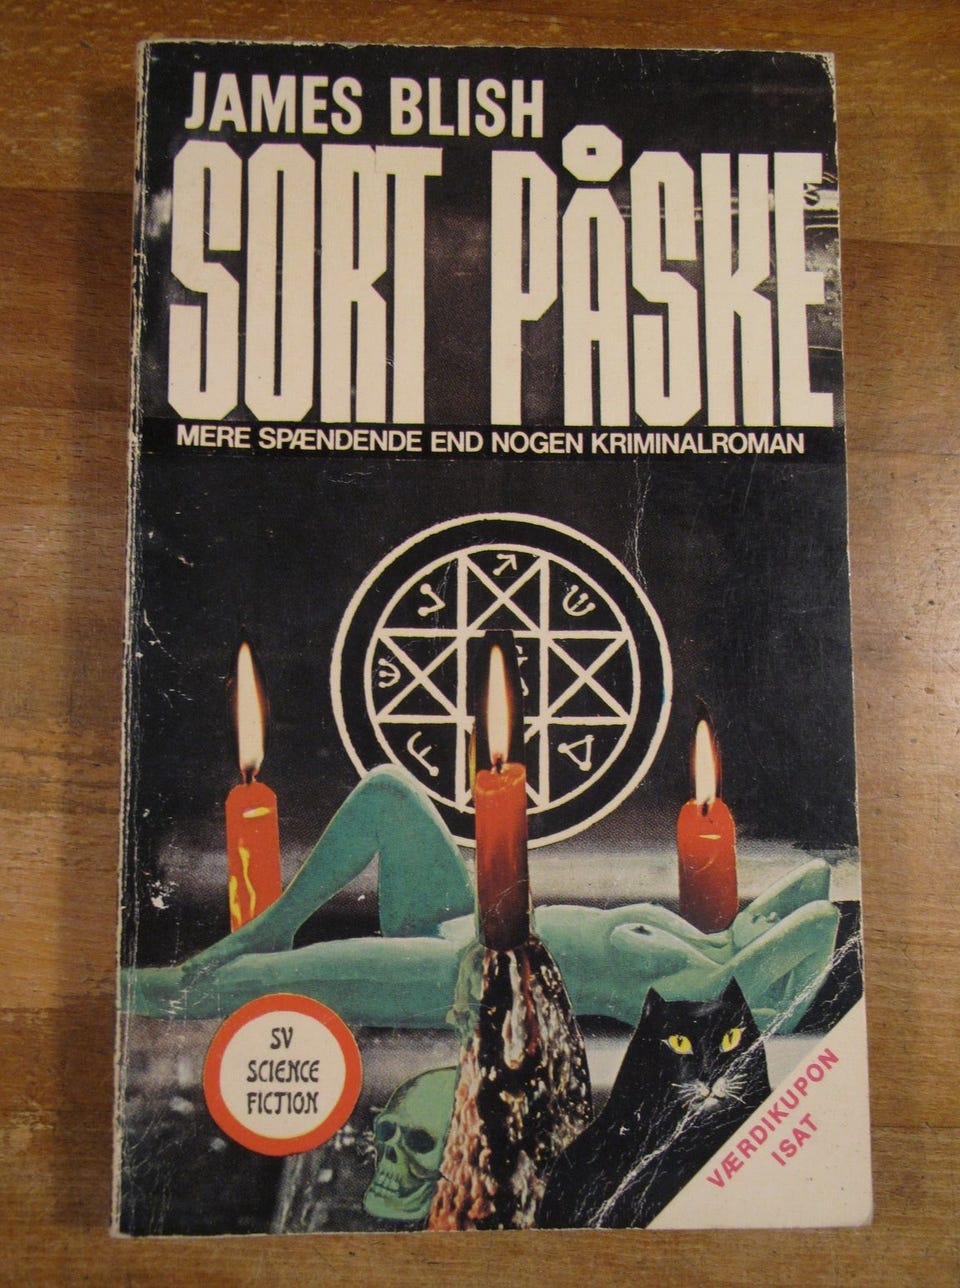 JAMES BLISH
SORT PÅSKE
MERE SPÆNDENDE END NOGEN KRIMINALROMAN
SV
SCIENCE
FICTION
VÆRDIKUPON
ISAT